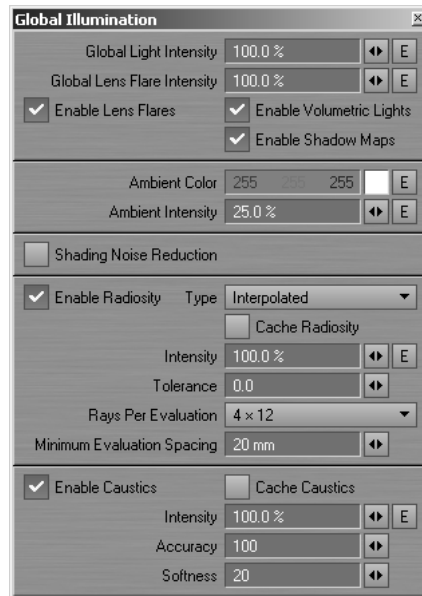 Global Illumination
Global Light Intensity 100.0 % E
Global Lens Flare Intensity 100.0 % E
Enable Lens Flares Enable Volumetric Lights
Enable Shadow Maps
Ambient Color 255 255 255 E
Ambient Intensity 25.0 % E
Shading Noise Reduction
Enable Radiosity Type Interpolated
Cache Radiosity
Intensity 100.0 % E
Tolerance 0.0
Rays Per Evaluation 4 × 12
Minimum Evaluation Spacing 20 mm
Enable Caustics Cache Caustics
Intensity 100.0 % E
Accuracy 100
Softness 20